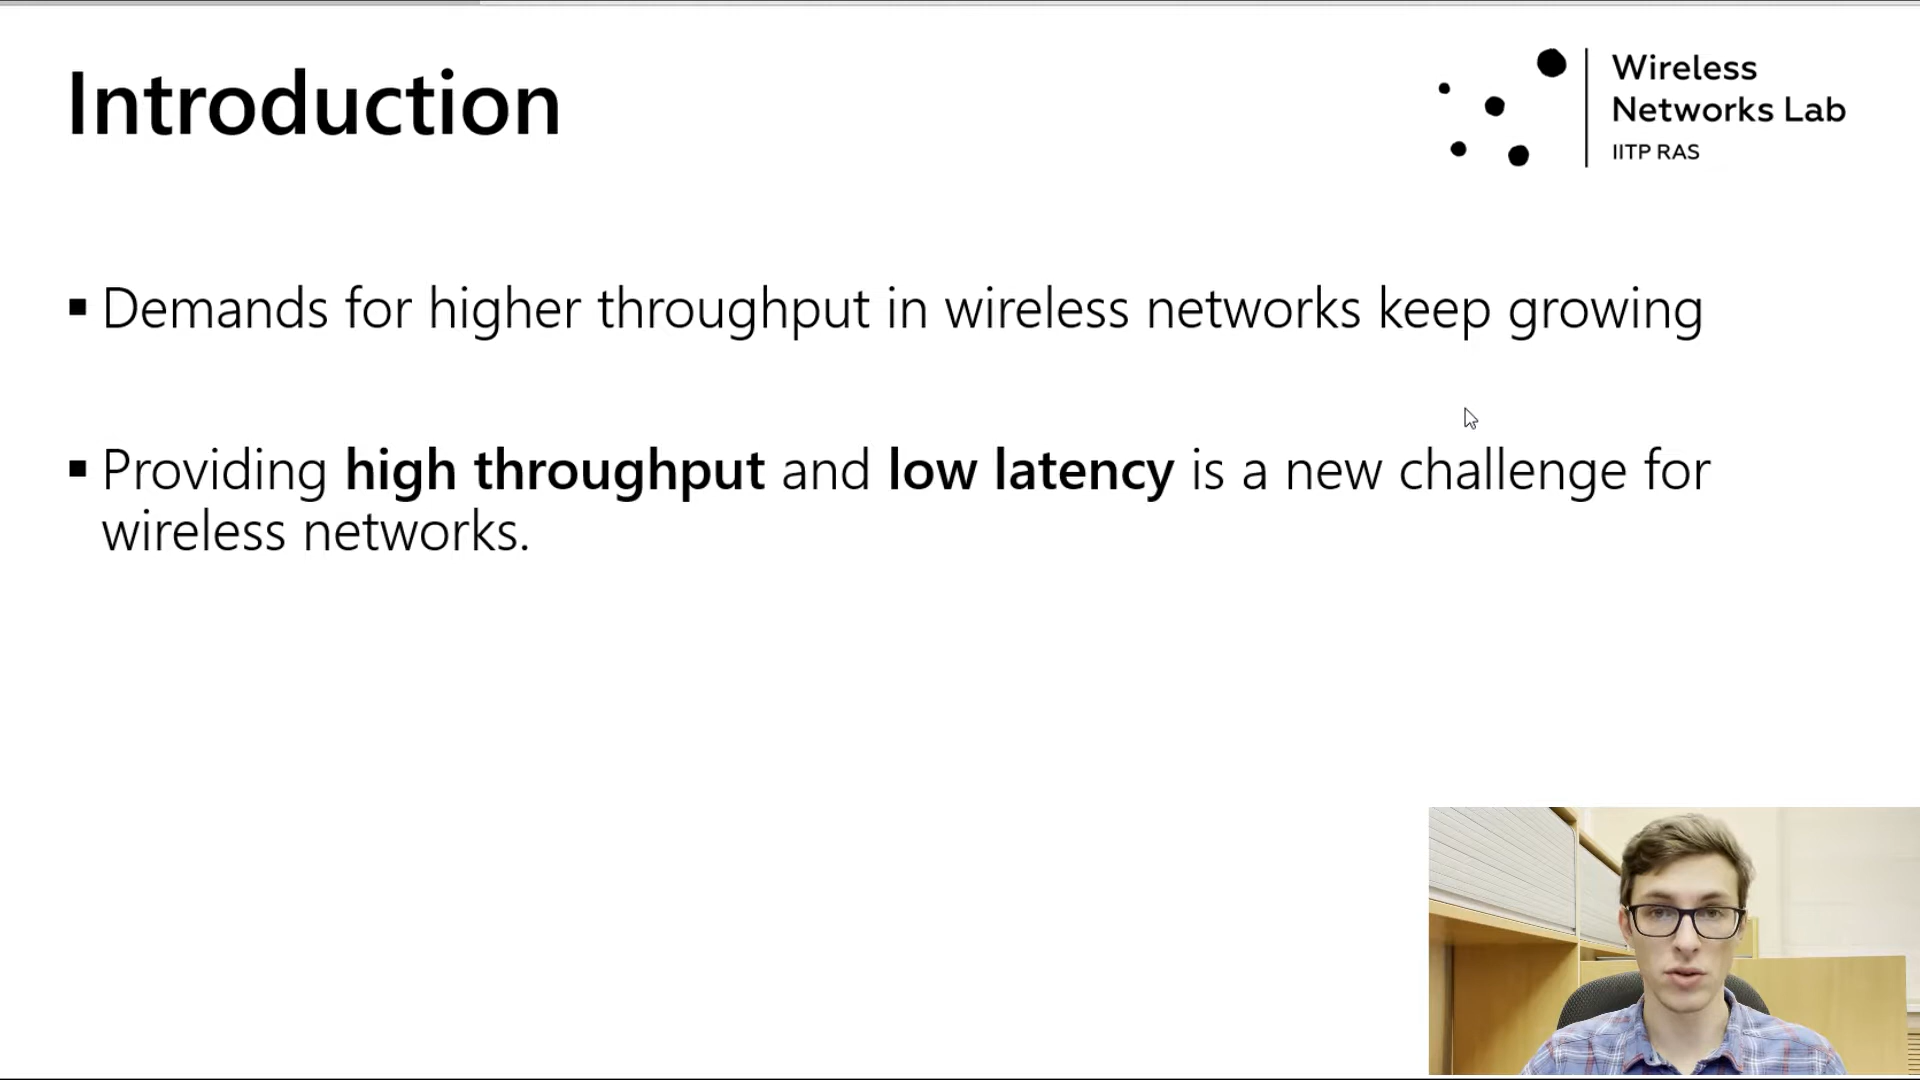 Introduction
Wireless
Networks Lab
IITP RAS
▪ Demands for higher throughput in wireless networks keep growing
▪ Providing high throughput and low latency is a new challenge for
wireless networks.